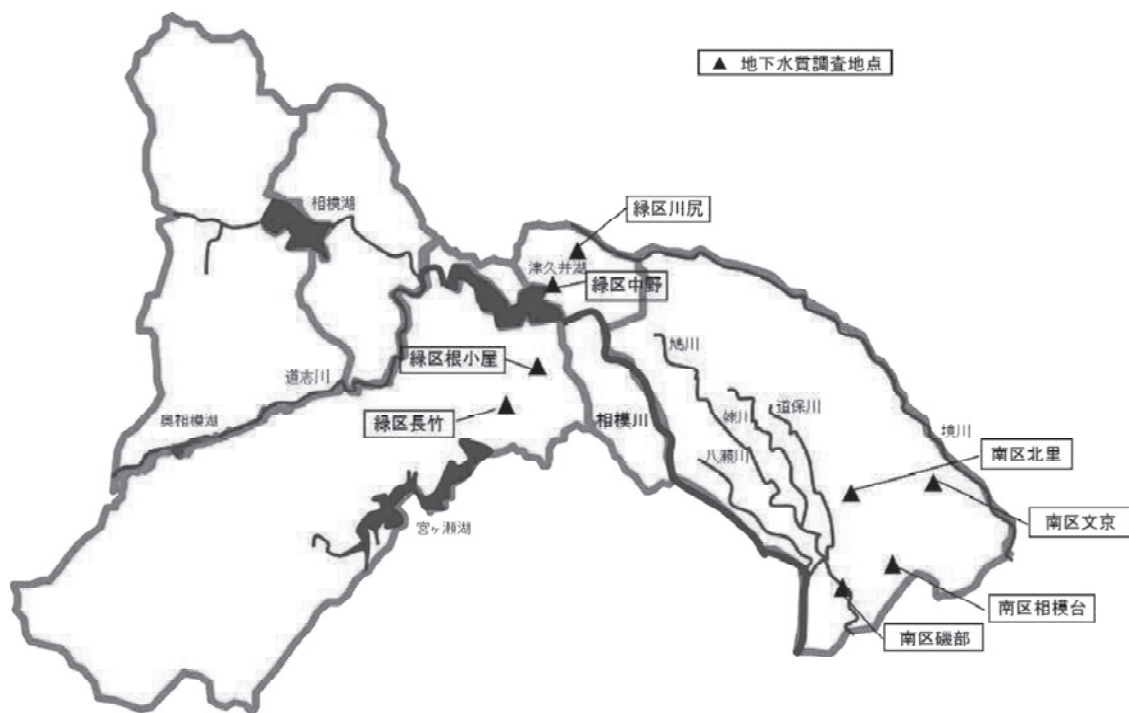 ▲ 地下水質調査地点
相模湖
緑区川尻
津久井湖
緑区中野
鳩川
緑区根小屋
道志川
緑区長竹
相模川
姉川
道保川
奥相模湖
八瀬川
境川
南区北里
宮ヶ瀬湖
南区文京
南区相模台
南区磯部